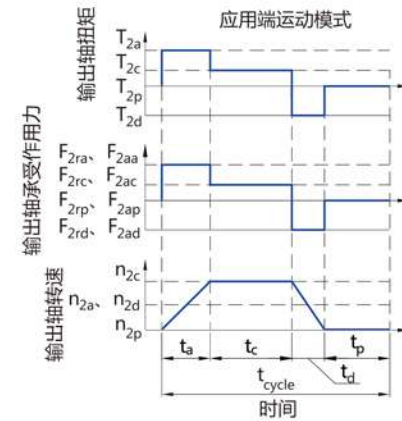 应用端运动模式
输出轴扭矩
T2a
T2c
T2p
T2d
输出轴承受作用力
F2ra、 F2aa
F2rc、 F2ac
F2rp、 F2ap
F2rd、 F2ad
输出轴转速
n2c
n2a、 n2d
n2p
ta tc tp
td
tcycle
时间